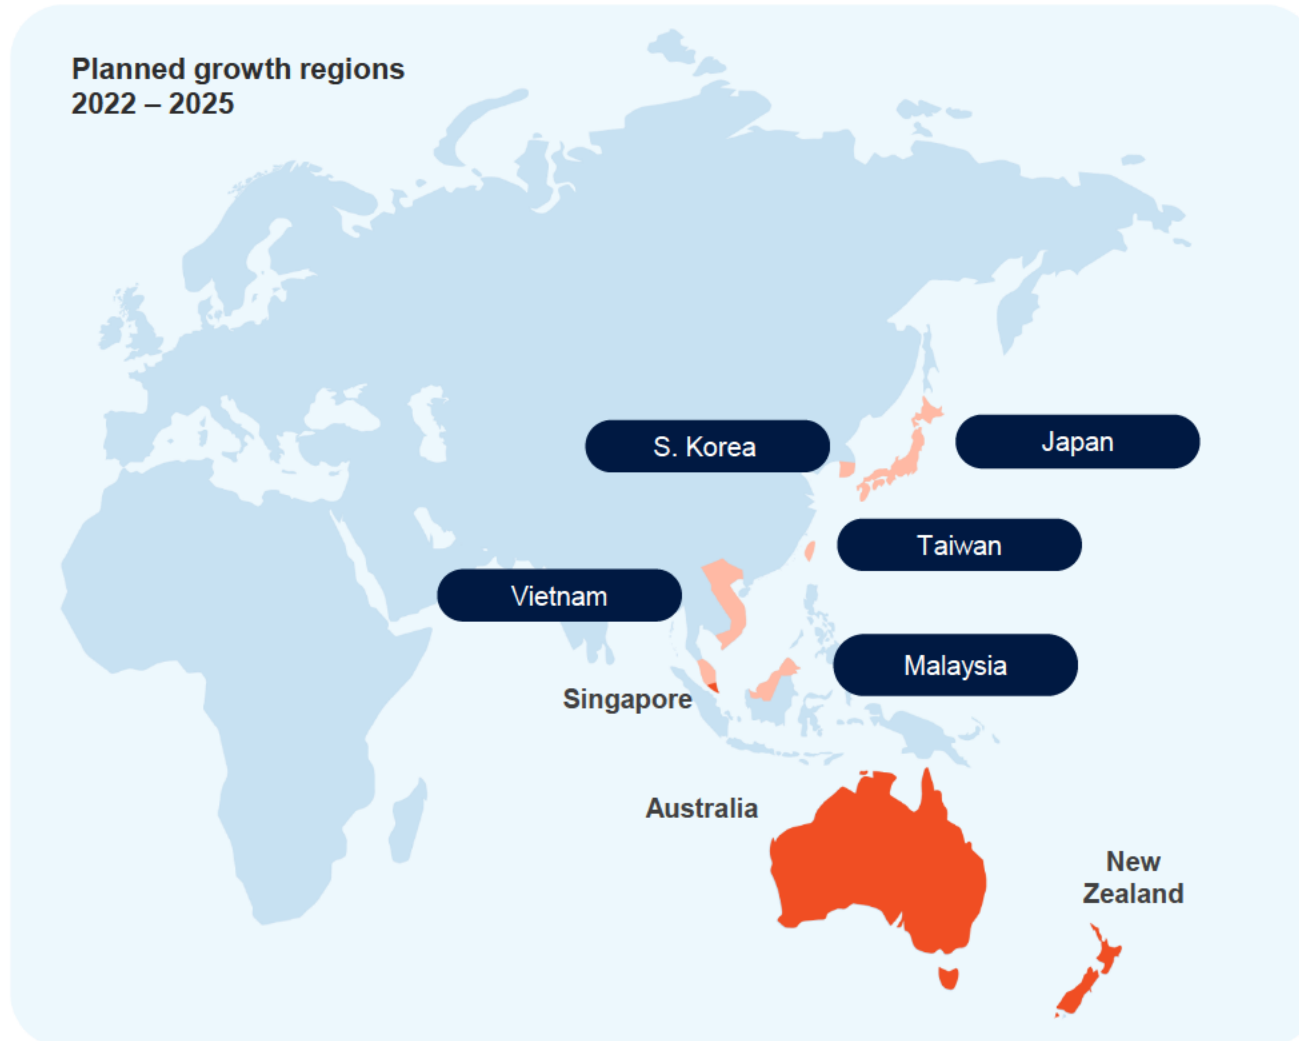 Planned growth regions
2022 – 2025
S. Korea
Japan
Taiwan
Vietnam
Malaysia
Singapore
Australia
New
Zealand